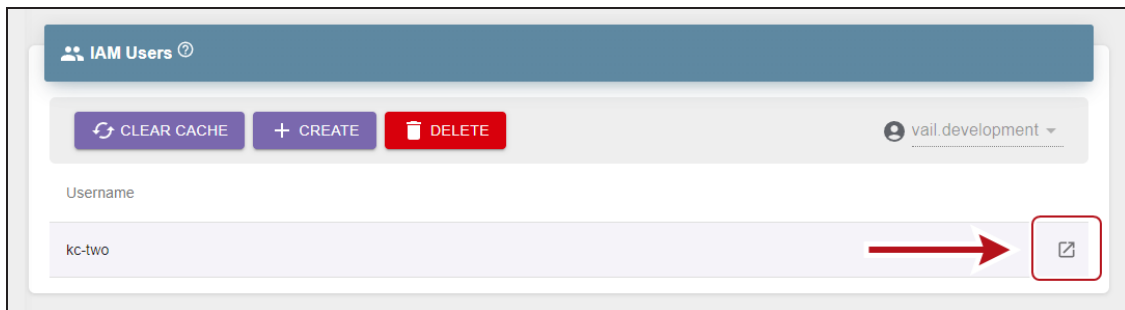 IAM Users
CLEAR CACHE
CREATE
DELETE
vail.development
Username
kc-two